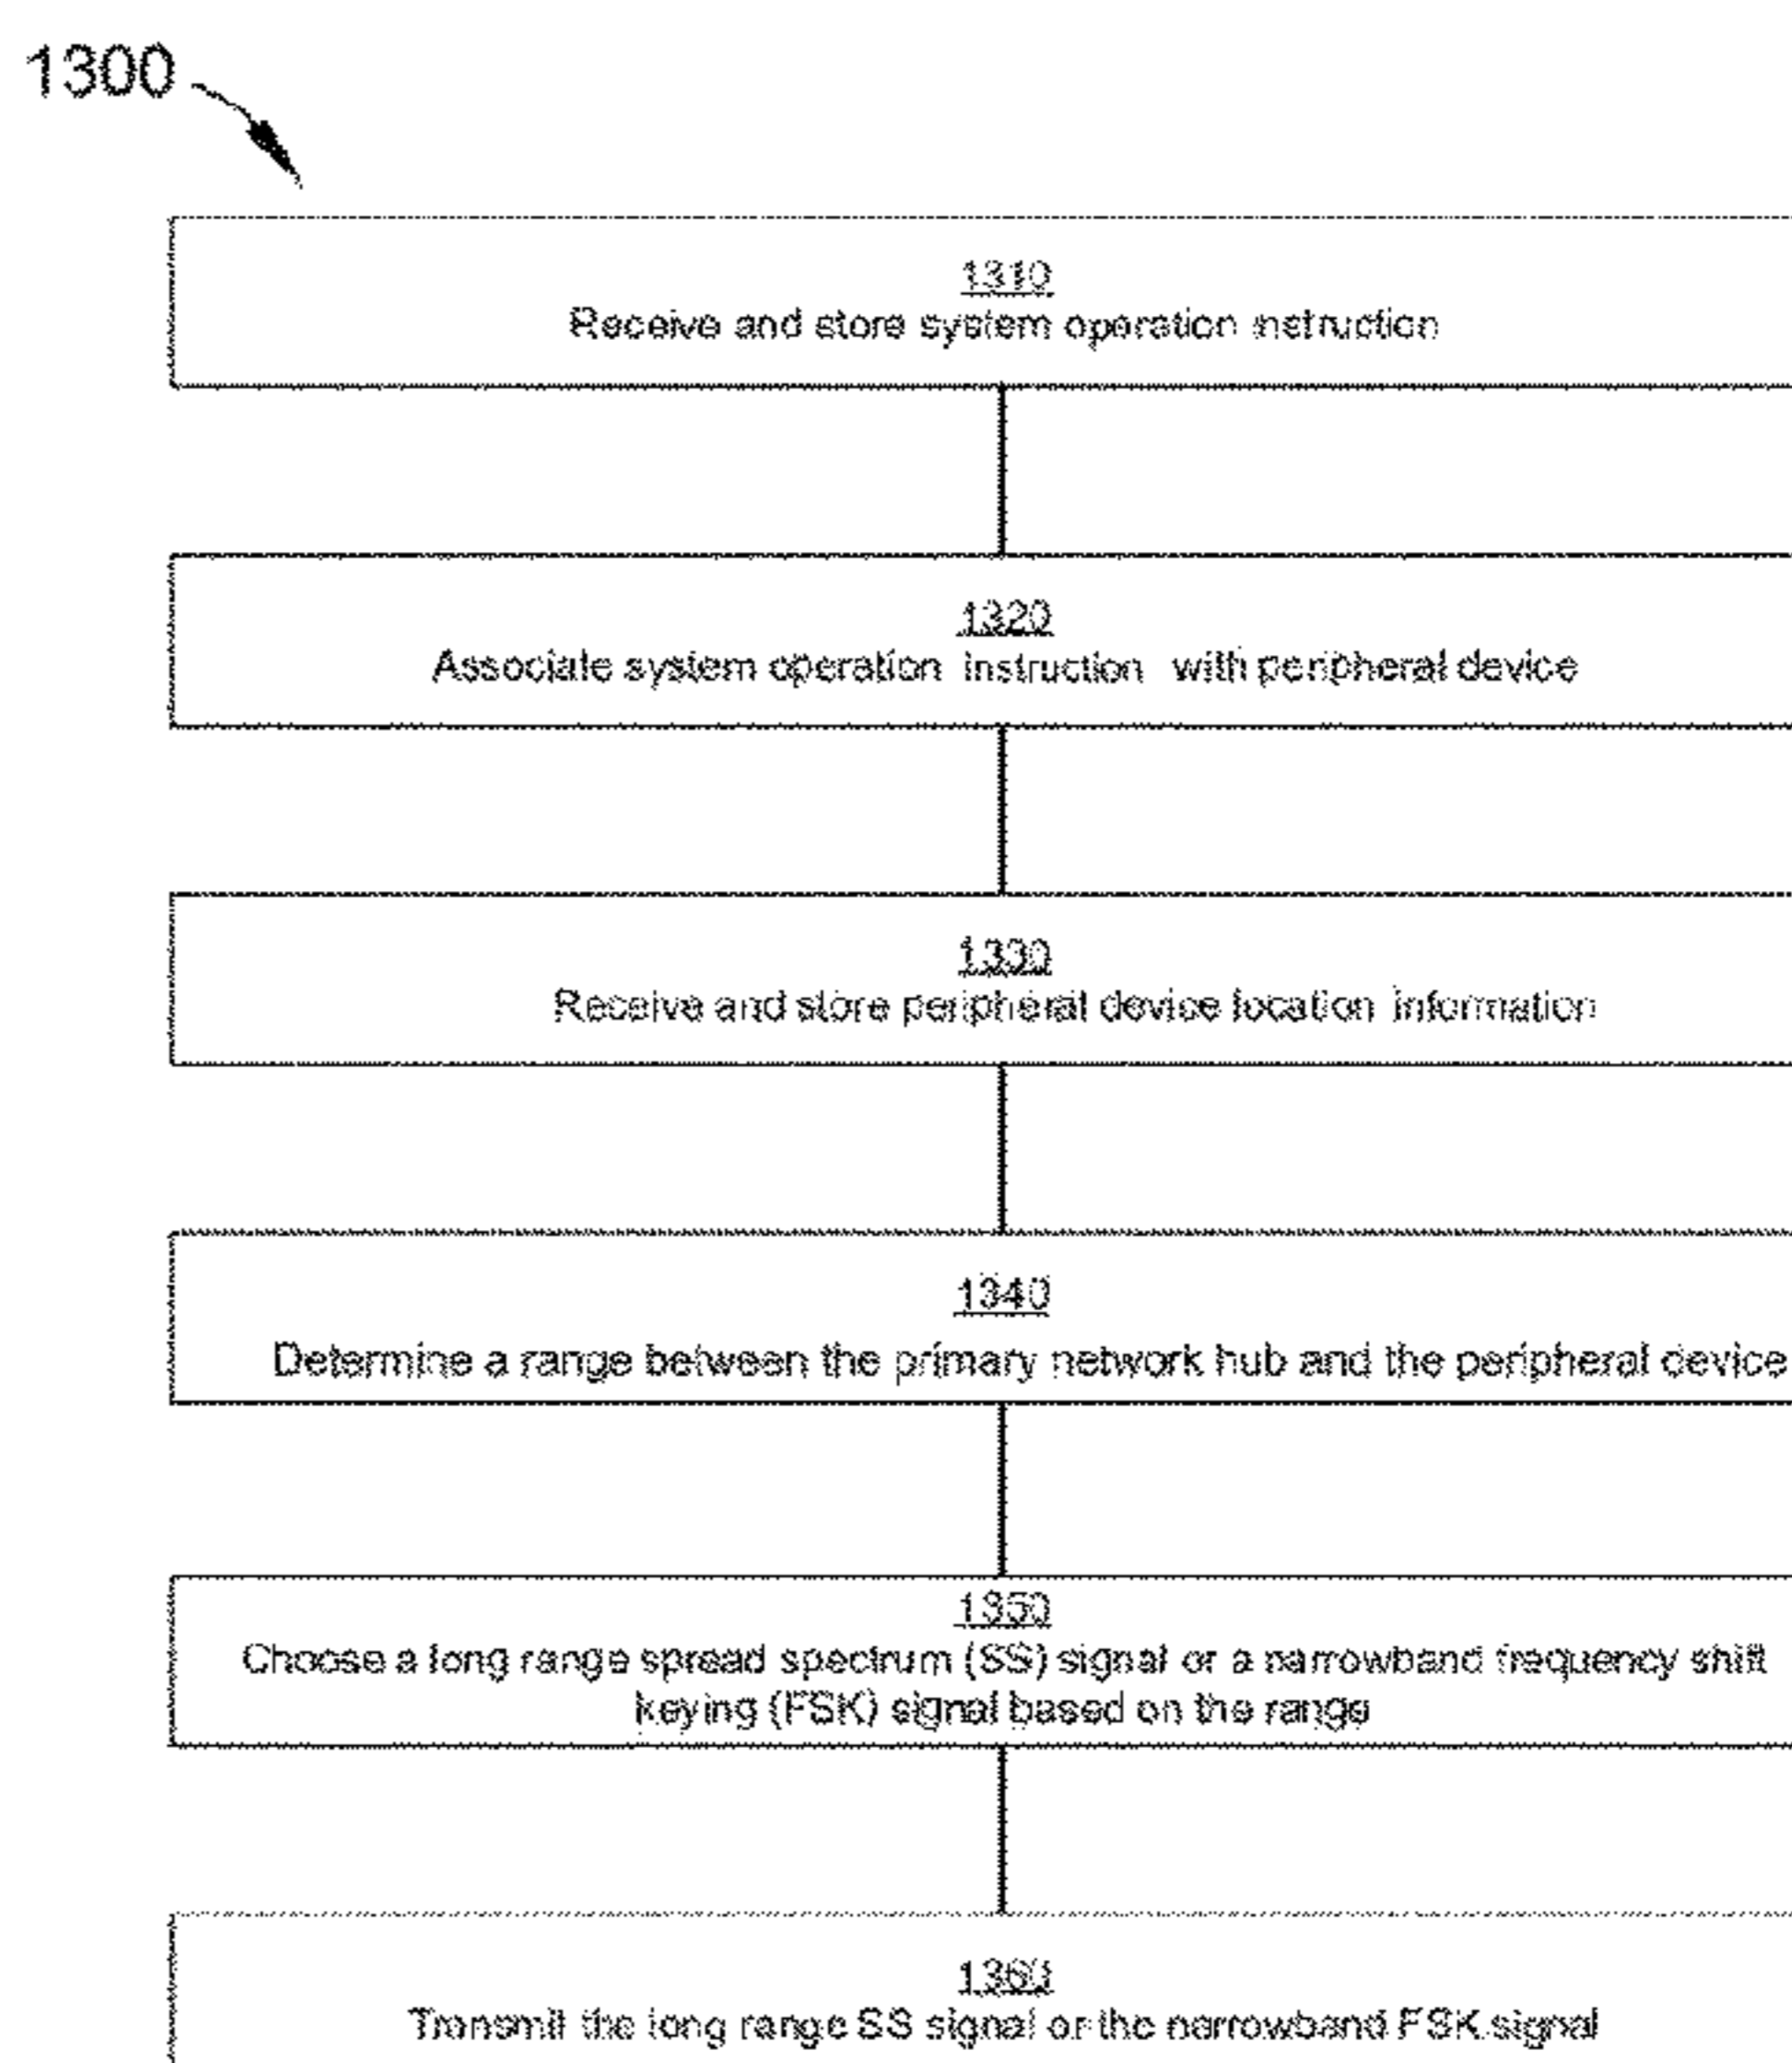 1300
1310
Receive and store system operation instruction
1320
Associate system operation instruction with peripheral device
1330
Receive and store peripheral device location information
1340
Determine a range between the primary network hub and the peripheral device
1350
Choose a long range spread spectrum (SS) signal or a narrowband frequency shift
keying (FSK) signal based on the range
1360
Transmit the long range SS signal or the narrowband FSK signal